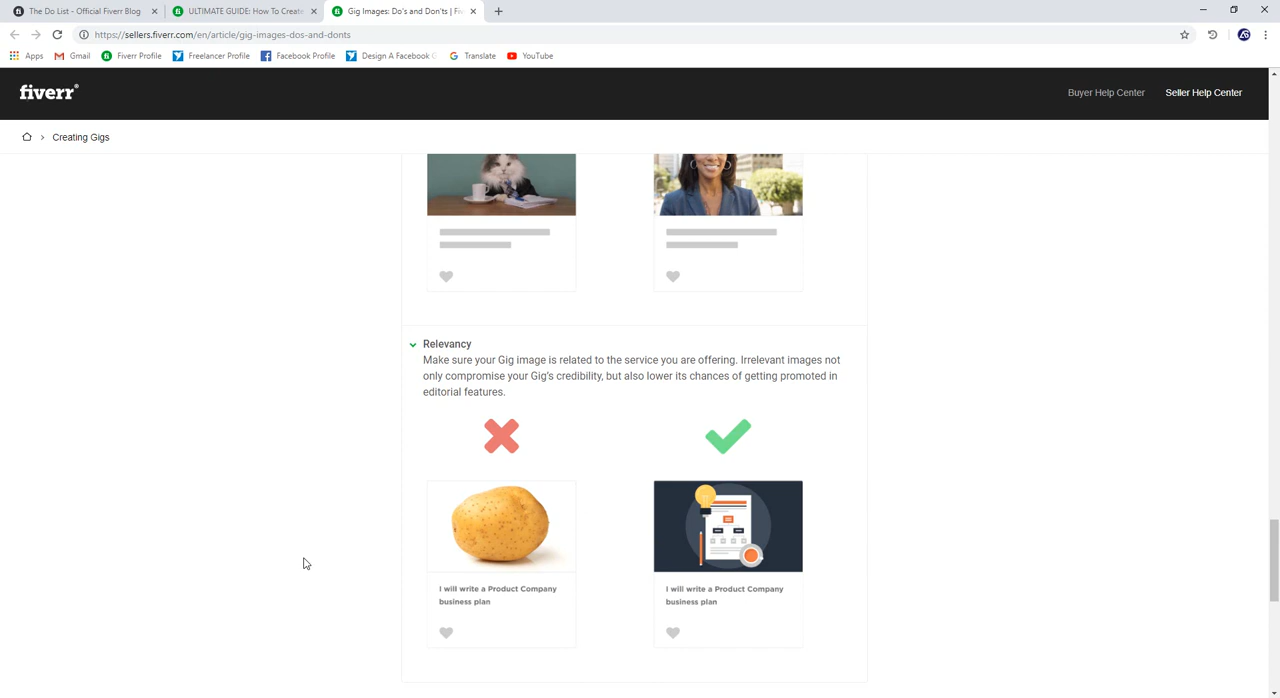 The Do List - Official Fiverr Blog
ULTIMATE GUIDE: How To Create
Gig Images: Do's and Don'ts | Fiv
https://sellers.fiverr.com/en/article/gig-images-dos-and-donts
Apps
Gmail
Fiverr Profile
Freelancer Profile
Facebook Profile
Design A Facebook
Translate
YouTube
fiverr®
Buyer Help Center
Seller Help Center
Creating Gigs
Relevancy
Make sure your Gig image is related to the service you are offering. Irrelevant images not
only compromise your Gig's credibility, but also lower its chances of getting promoted in
editorial features.
I will write a Product Company
business plan
I will write a Product Company
business plan